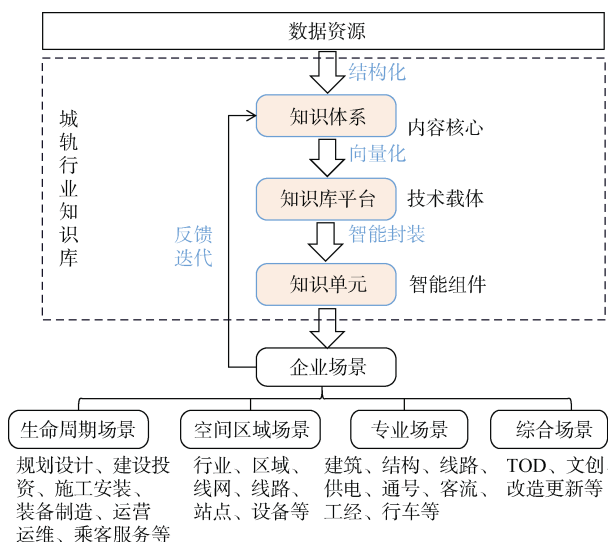 数据资源
结构化
城轨行业知识库
知识体系
内容核心
向量化
知识库平台
技术载体
反馈
迭代
智能封装
知识单元
智能组件
企业场景
生命周期场景
空间区域场景
专业场景
综合场景
规划设计、建设投
资、施工安装、
装备制造、运营
运维、乘客服务等
行业、区域、
线网、线路、
站点、设备等
建筑、结构、线路、
供电、通号、客流、
工经、行车等
TOD、文创、
改造更新等